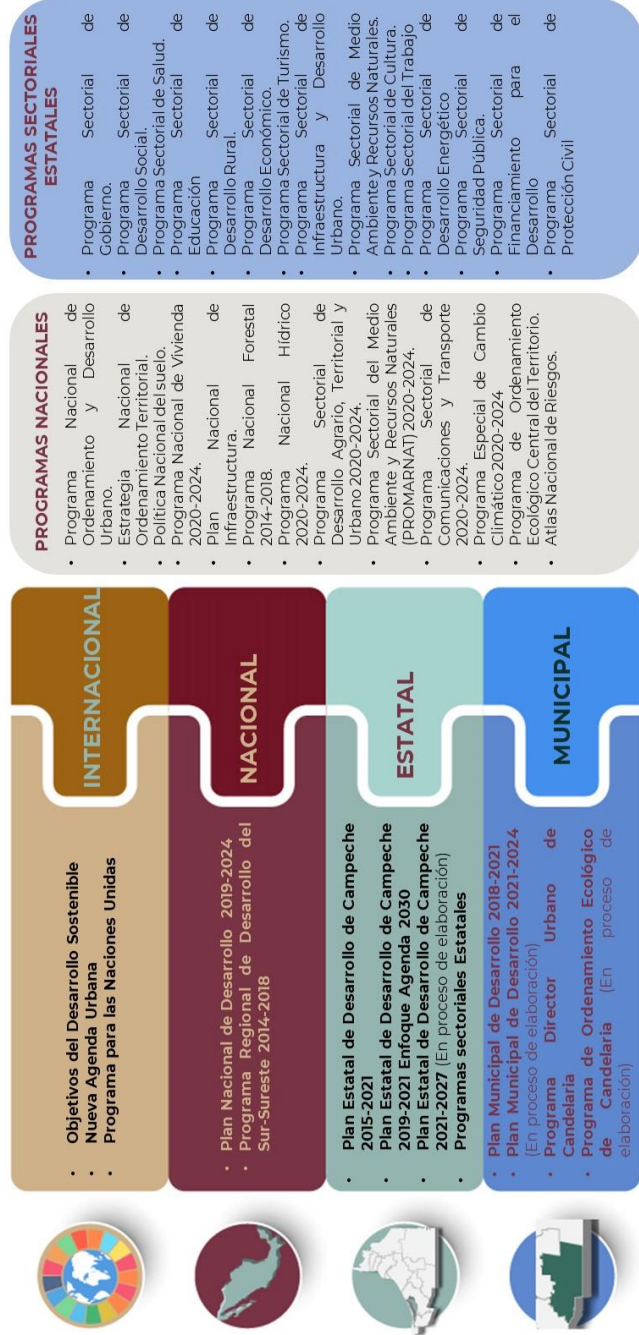 • Objetivos del Desarrollo Sostenible
• Nueva Agenda Urbana
• Programa para las Naciones Unidas
INTERNACIONAL
• Plan Nacional de Desarrollo 2019-2024
• Programa Regional de Desarrollo del
Sur-Sureste 2014-2018
NACIONAL
• Plan Estatal de Desarrollo de Campeche
2015-2021
• Plan Estatal de Desarrollo de Campeche
2019-2021 Enfoque Agenda 2030
• Plan Estatal de Desarrollo de Campeche
2021-2027 (En proceso de elaboración)
• Programas sectoriales Estatales
ESTATAL
• Plan Municipal de Desarrollo 2018-2021
• Plan Municipal de Desarrollo 2021-2024
(En proceso de elaboración)
• Programa Director Urbano de
Candelaria
• Programa de Ordenamiento Ecológico
de Candelaria (En proceso de
elaboración)
MUNICIPAL
PROGRAMAS NACIONALES
• Programa Nacional de
Ordenamiento y Desarrollo
Urbano.
• Estrategia Nacional de
Ordenamiento Territorial.
• Política Nacional del suelo.
• Programa Nacional de Vivienda
2020-2024.
• Plan Nacional de
Infraestructura.
• Programa Nacional Forestal
2014-2018.
• Programa Nacional Hídrico
2020-2024.
• Programa Sectorial de
Desarrollo Agrario, Territorial y
Urbano 2020-2024.
• Programa Sectorial del Medio
Ambiente y Recursos Naturales
(PROMARNAT) 2020-2024.
• Programa Sectorial de
Comunicaciones y Transporte
2020-2024.
• Programa Especial de Cambio
Climático 2020-2024
• Programa de Ordenamiento
Ecológico Central del Territorio.
• Atlas Nacional de Riesgos.
PROGRAMAS SECTORIALES
ESTATALES
• Programa Sectorial de
Gobierno.
• Programa Sectorial de
Desarrollo Social.
• Programa Sectorial de Salud.
• Programa Sectorial de
Educación
• Programa Sectorial de
Desarrollo Rural.
• Programa Sectorial de
Desarrollo Económico.
• Programa Sectorial de Turismo.
• Programa Sectorial de
Infraestructura y Desarrollo
Urbano.
• Programa Sectorial de Medio
Ambiente y Recursos Naturales.
• Programa Sectorial de Cultura.
• Programa Sectorial del Trabajo
• Programa Sectorial de
Desarrollo Energético
• Programa Sectorial de
Seguridad Pública.
• Programa Sectorial de
Financiamiento para el
Desarrollo
• Programa Sectorial de
Protección Civil